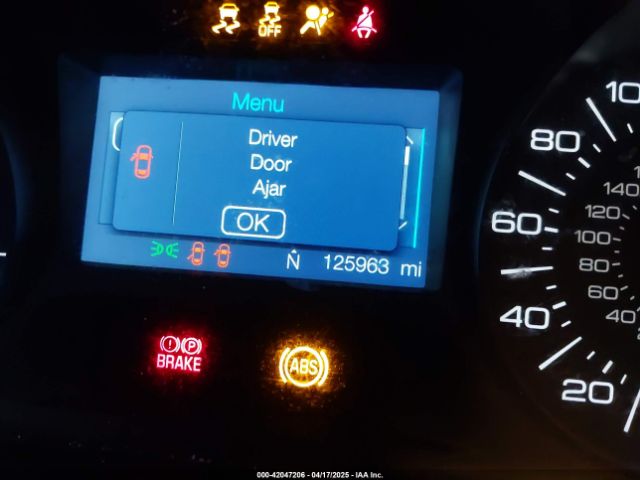 OFF
Menu
Driver
Door
Ajar
OK
N 125963 mi
BRAKE
ABS
P
80
60
40
20
140
120
100
80
60
40
000-42047206 - 04/17/2025 - IAA Inc.